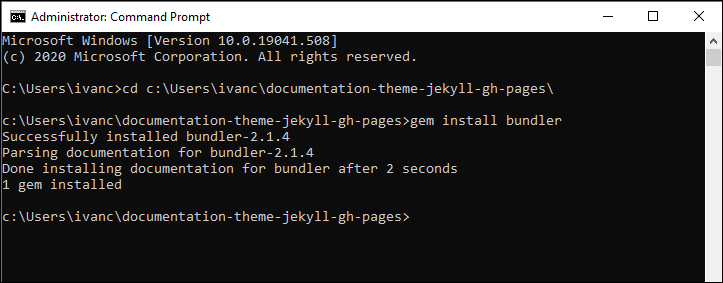 Administrator: Command Prompt
Microsoft Windows [Version 10.0.19041.508]
(c) 2020 Microsoft Corporation. All rights reserved.
C:\Users\ivanc>cd c:\Users\ivanc\documentation-theme-jekyll-gh-pages\
c:\Users\ivanc\documentation-theme-jekyll-gh-pages>gem install bundler
Successfully installed bundler-2.1.4
Parsing documentation for bundler-2.1.4
Done installing documentation for bundler after 2 seconds
1 gem installed
c:\Users\ivanc\documentation-theme-jekyll-gh-pages>